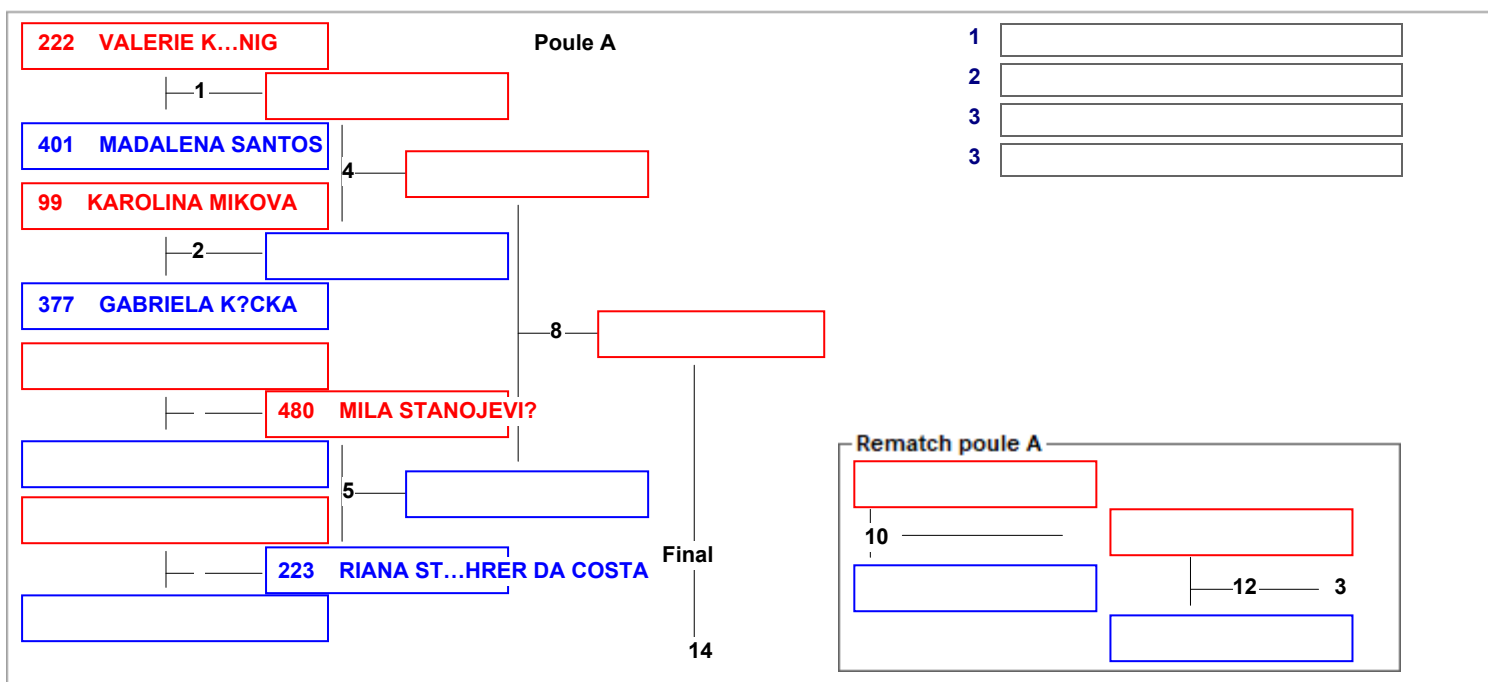 222 VALERIE K...NIG
Poule A
1
1
2
401 MADALENA SANTOS
3
4
3
99 KAROLINA MIKOVA
2
377 GABRIELA K?CKA
8
480 MILA STANOJEVI?
Rematch poule A
5
10
Final
223 RIANA ST...HRER DA COSTA
12
3
14